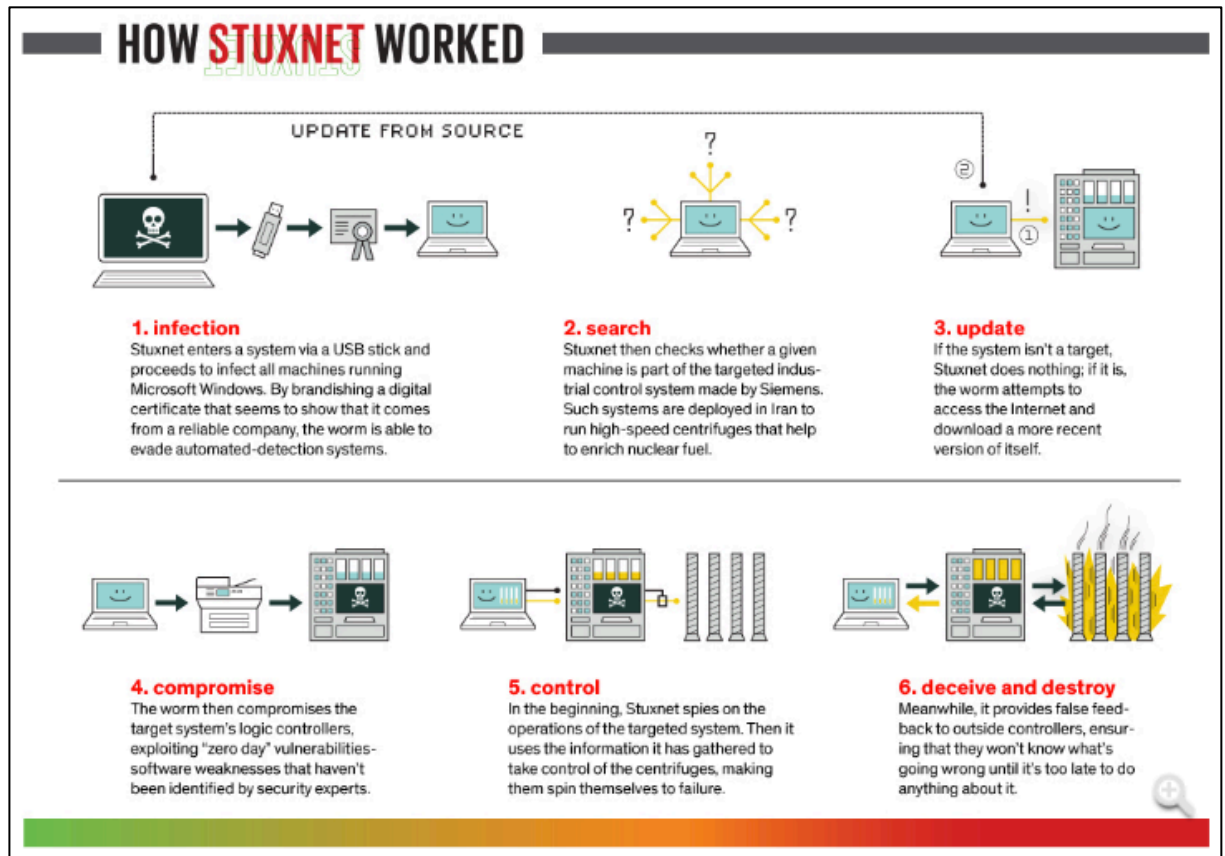 HOW STUXNET WORKED
STUXNET
UPDATE FROM SOURCE
?
?
?
②
!
①
1. infection
Stuxnet enters a system via a USB stick and
proceeds to infect all machines running
Microsoft Windows. By brandishing a digital
certificate that seems to show that it comes
from a reliable company, the worm is able to
evade automated-detection systems.
2. search
Stuxnet then checks whether a given
machine is part of the targeted indus-
trial control system made by Siemens.
Such systems are deployed in Iran to
run high-speed centrifuges that help
to enrich nuclear fuel.
3. update
If the system isn't a target,
Stuxnet does nothing; if it is,
the worm attempts to
access the Internet and
download a more recent
version of itself.
4. compromise
The worm then compromises the
target system's logic controllers,
exploiting "zero day" vulnerabilities-
software weaknesses that haven't
been identified by security experts.
5. control
In the beginning, Stuxnet spies on the
operations of the targeted system. Then it
uses the information it has gathered to
take control of the centrifuges, making
them spin themselves to failure.
6. deceive and destroy
Meanwhile, it provides false feed-
back to outside controllers, ensur-
ing that they won't know what's
going wrong until it's too late to do
anything about it.